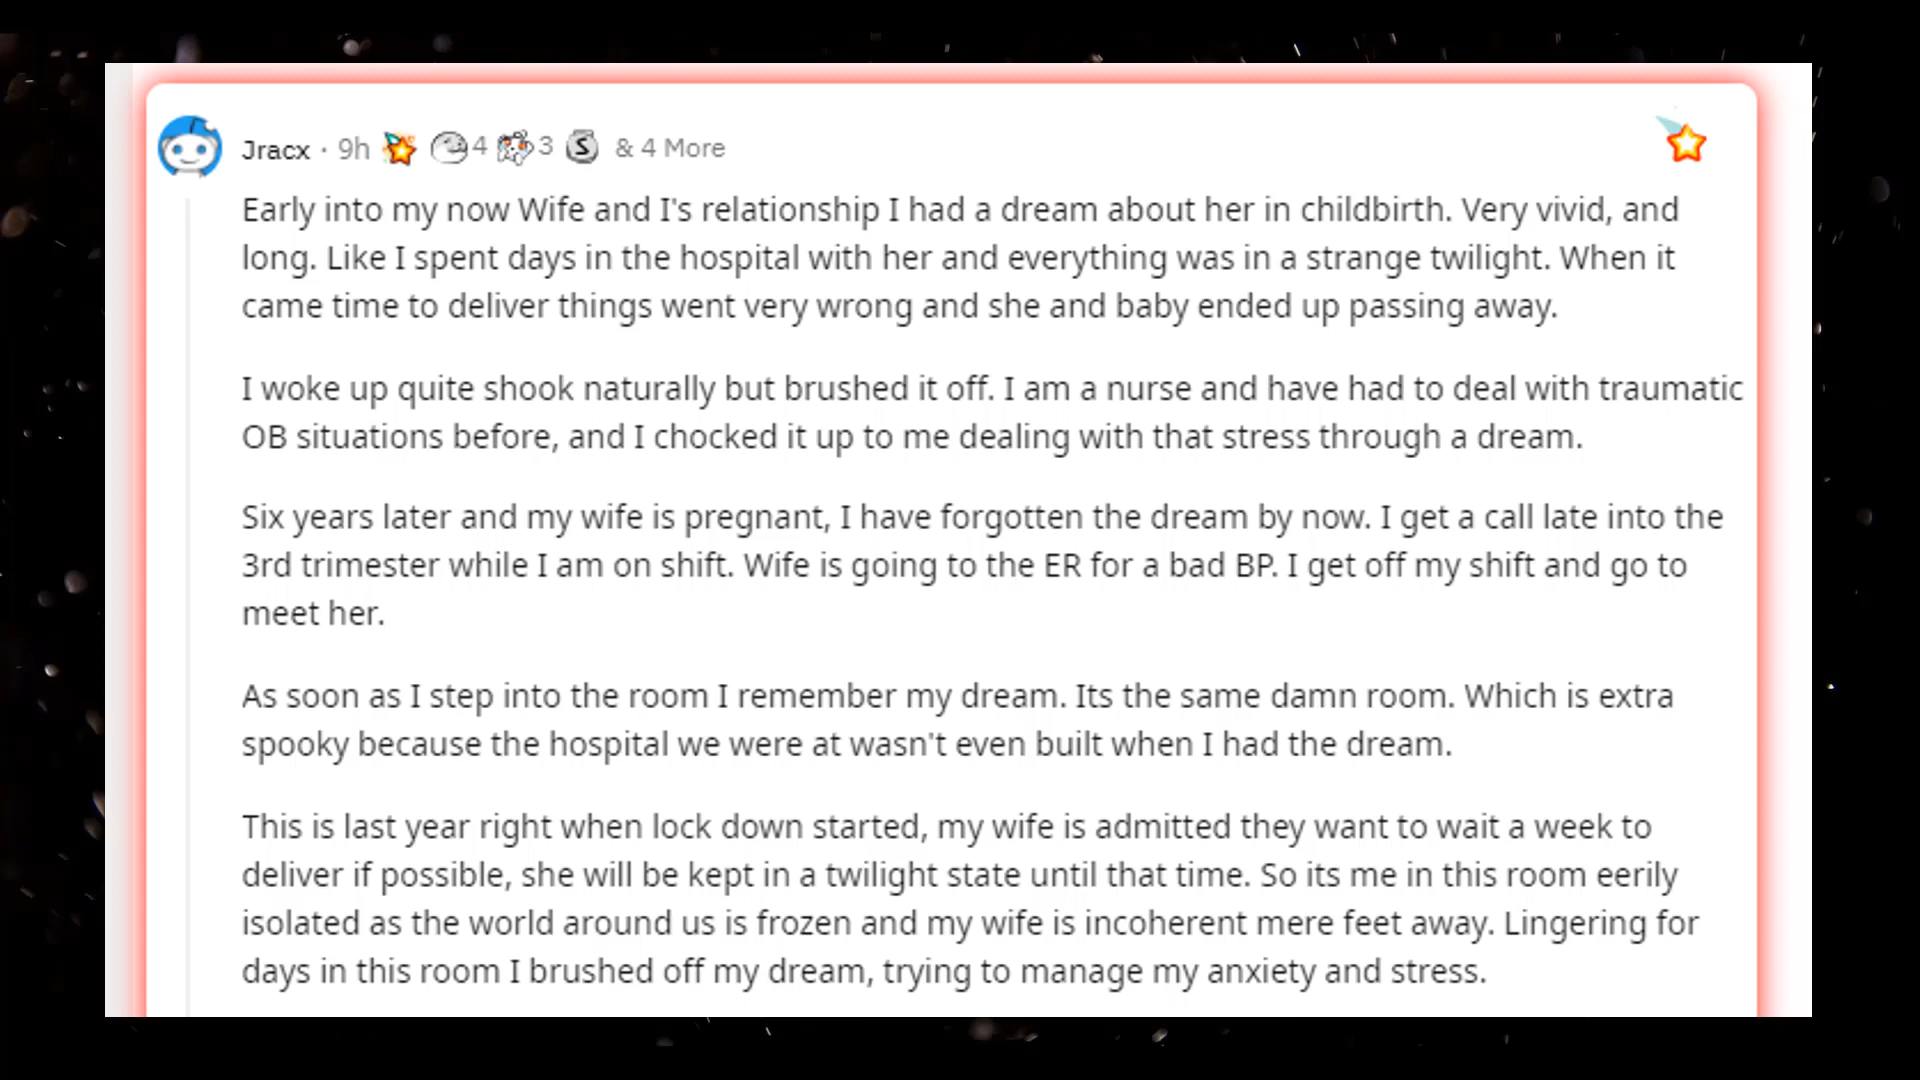 Jracx · 9h 4 3 S & 4 More
Early into my now Wife and I's relationship I had a dream about her in childbirth. Very vivid, and
long. Like I spent days in the hospital with her and everything was in a strange twilight. When it
came time to deliver things went very wrong and she and baby ended up passing away.
I woke up quite shook naturally but brushed it off. I am a nurse and have had to deal with traumatic
OB situations before, and I chocked it up to me dealing with that stress through a dream.
Six years later and my wife is pregnant, I have forgotten the dream by now. I get a call late into the
3rd trimester while I am on shift. Wife is going to the ER for a bad BP. I get off my shift and go to
meet her.
As soon as I step into the room I remember my dream. Its the same damn room. Which is extra
spooky because the hospital we were at wasn't even built when I had the dream.
This is last year right when lock down started, my wife is admitted they want to wait a week to
deliver if possible, she will be kept in a twilight state until that time. So its me in this room eerily
isolated as the world around us is frozen and my wife is incoherent mere feet away. Lingering for
days in this room I brushed off my dream, trying to manage my anxiety and stress.